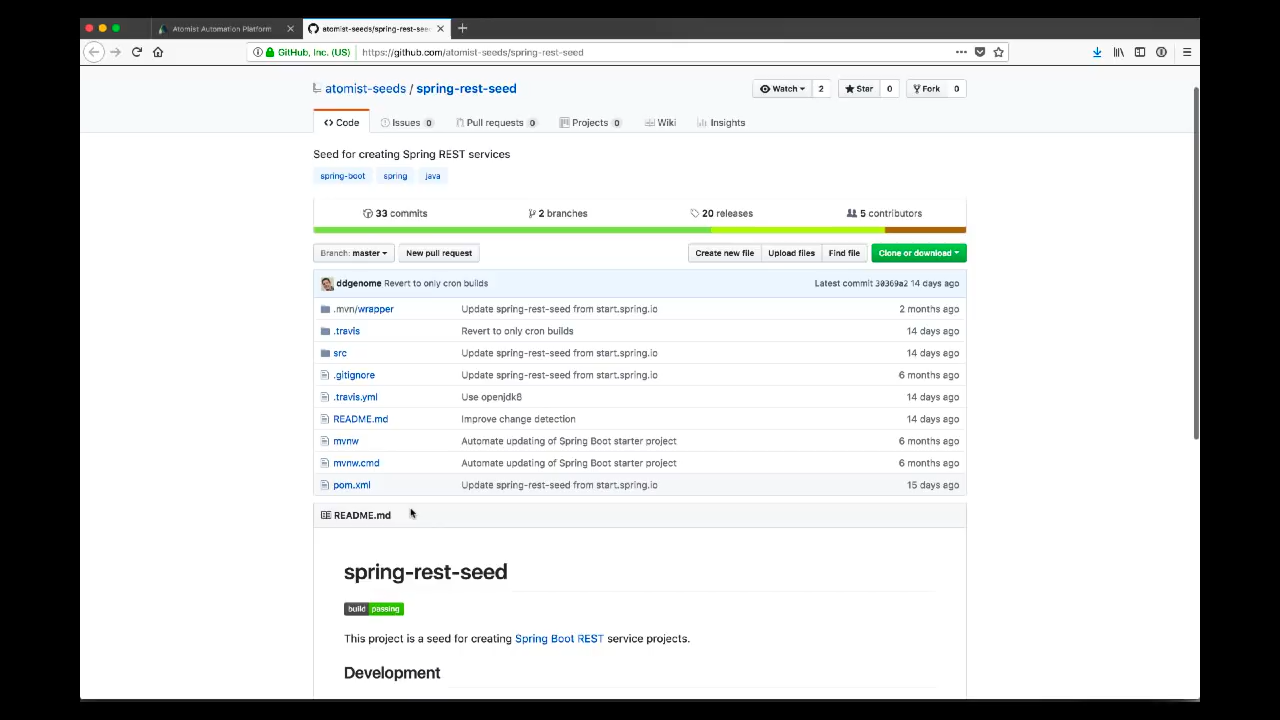 Atomist Automation Platform
atomist-seeds/spring-rest-see
GitHub, Inc. (US) https://github.com/atomist-seeds/spring-rest-seed
atomist-seeds / spring-rest-seed
Watch 2 Star 0 Fork 0
Code Issues 0 Pull requests 0 Projects 0 Wiki Insights
Seed for creating Spring REST services
spring-boot spring java
33 commits 2 branches 20 releases 5 contributors
Branch: master New pull request Create new file Upload files Find file Clone or download
ddgenome Revert to only cron builds Latest commit 30369a2 14 days ago
.mvn/wrapper Update spring-rest-seed from start.spring.io 2 months ago
.travis Revert to only cron builds 14 days ago
src Update spring-rest-seed from start.spring.io 14 days ago
.gitignore Update spring-rest-seed from start.spring.io 6 months ago
.travis.yml Use openjdk8 14 days ago
README.md Improve change detection 14 days ago
mvnw Automate updating of Spring Boot starter project 6 months ago
mvnw.cmd Automate updating of Spring Boot starter project 6 months ago
pom.xml Update spring-rest-seed from start.spring.io 15 days ago
README.md
spring-rest-seed
build passing
This project is a seed for creating Spring Boot REST service projects.
Development